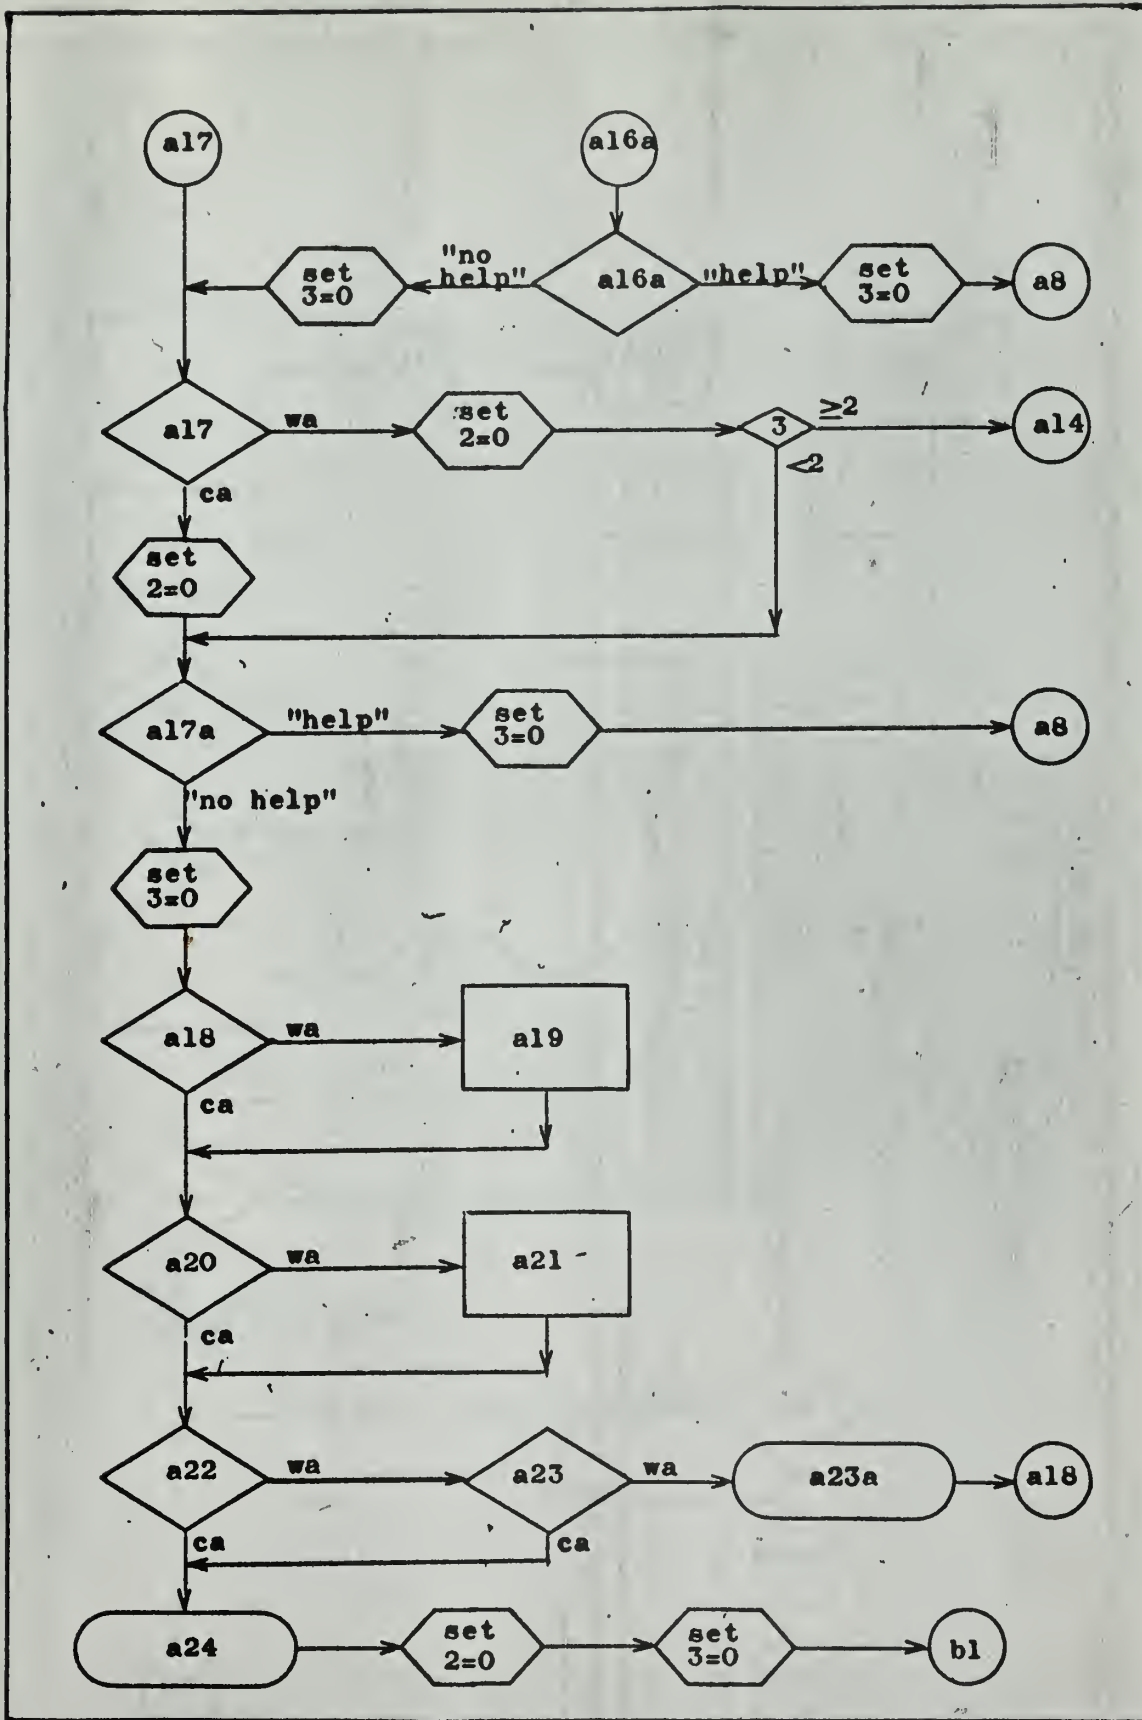 a17
a16a
set
3=0
"no
help"
a16a
"help"
set
3=0
a8
a17
wa
set
2=0
3
≥2
<2
a14
ca
set
2=0
a17a
"help"
set
3=0
a8
"no help"
set
3=0
a18
wa
a19
ca
a20
wa
a21
ca
a22
wa
a23
wa
a23a
a18
ca
ca
a24
set
2=0
set
3=0
b1